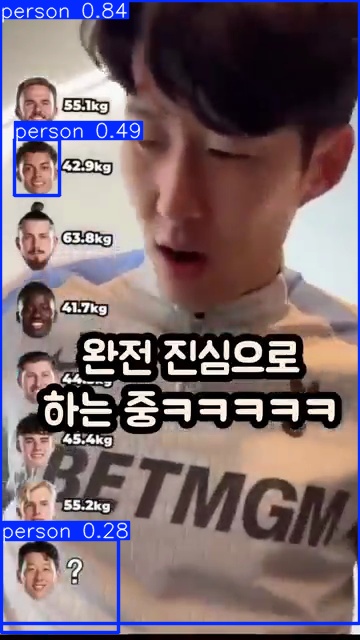 person 0.84
55.1kg
person 0.49
42.9kg
63.8kg
41.7kg
완전 진심으로
하는 중ㅋㅋㅋㅋㅋ
45.4kg
BETMGM
55.2kg
person 0.28
?